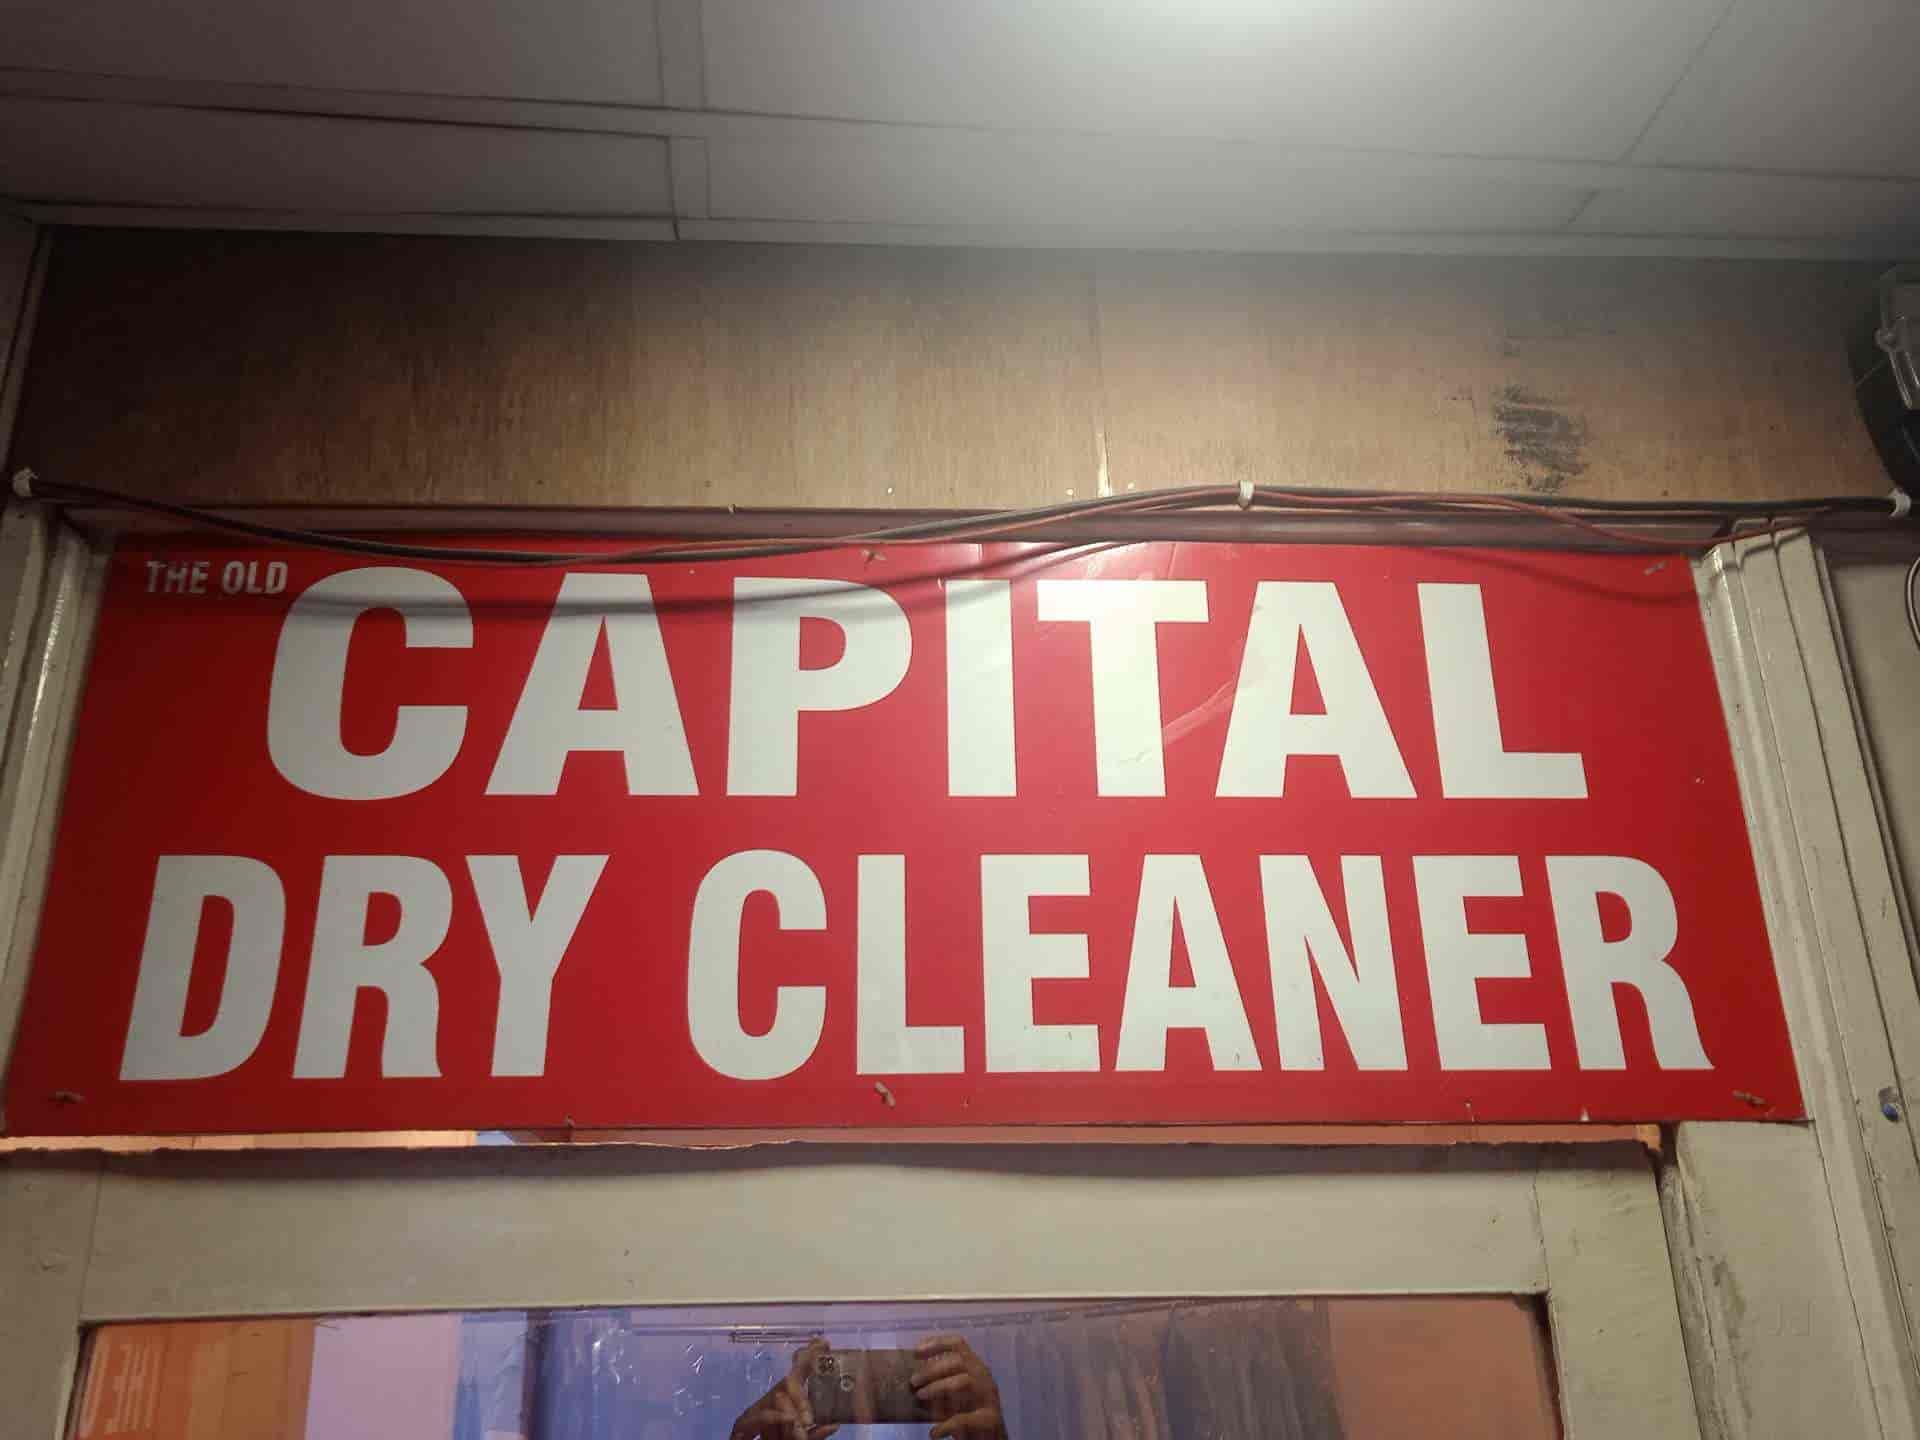 THE OLD
CAPITAL
DRY CLEANER